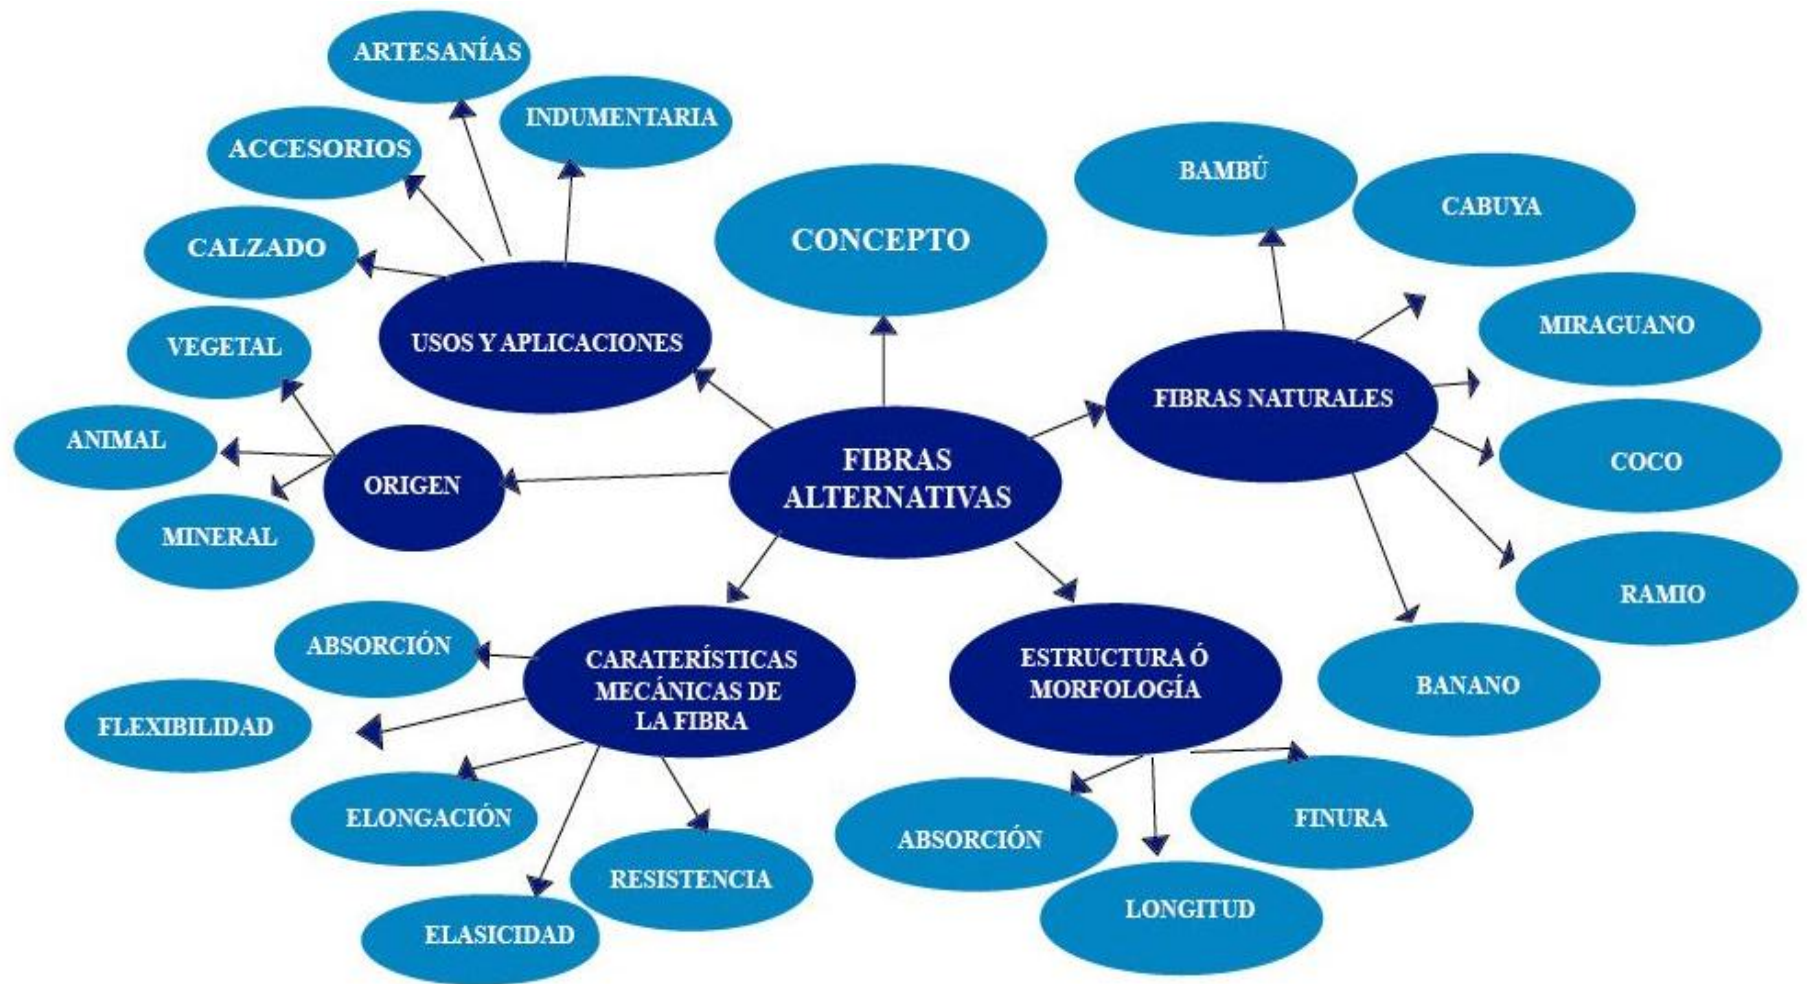 ARTESANÍAS
INDUMENTARIA
ACCESORIOS
CALZADO
USOS Y APLICACIONES
VEGETAL
ANIMAL
MINERAL
ORIGEN
CONCEPTO
FIBRAS
ALTERNATIVAS
BAMBÚ
CABUYA
MIRAGUANO
FIBRAS NATURALES
COCO
RAMIO
BANANO
ABSORCIÓN
FLEXIBILIDAD
CARATERÍSTICAS
MECÁNICAS DE
LA FIBRA
ELONGACIÓN
RESISTENCIA
ELASICIDAD
ESTRUCTURA Ó
MORFOLOGÍA
ABSORCIÓN
LONGITUD
FINURA